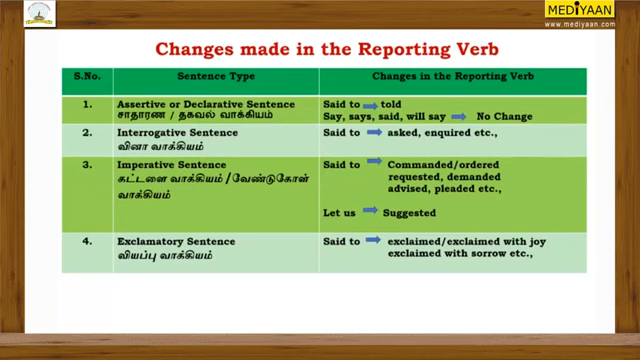 MEDIYAAN
www.mediyaan.com
Changes made in the Reporting Verb
S.No. Sentence Type Changes in the Reporting Verb
1. Assertive or Declarative Sentence Said to told
சாதாரண / தகவல் வாக்கியம் Say, says, said, will say No Change
2. Interrogative Sentence Said to asked, enquired etc.,
வினா வாக்கியம்
3. Imperative Sentence Said to Commanded/ordered
கட்டளை வாக்கியம் /வேண்டுகோள் requested, demanded
வாக்கியம் advised, pleaded etc.,
Let us Suggested
4. Exclamatory Sentence Said to exclaimed/exclaimed with joy
வியப்பு வாக்கியம் exclaimed with sorrow etc.,